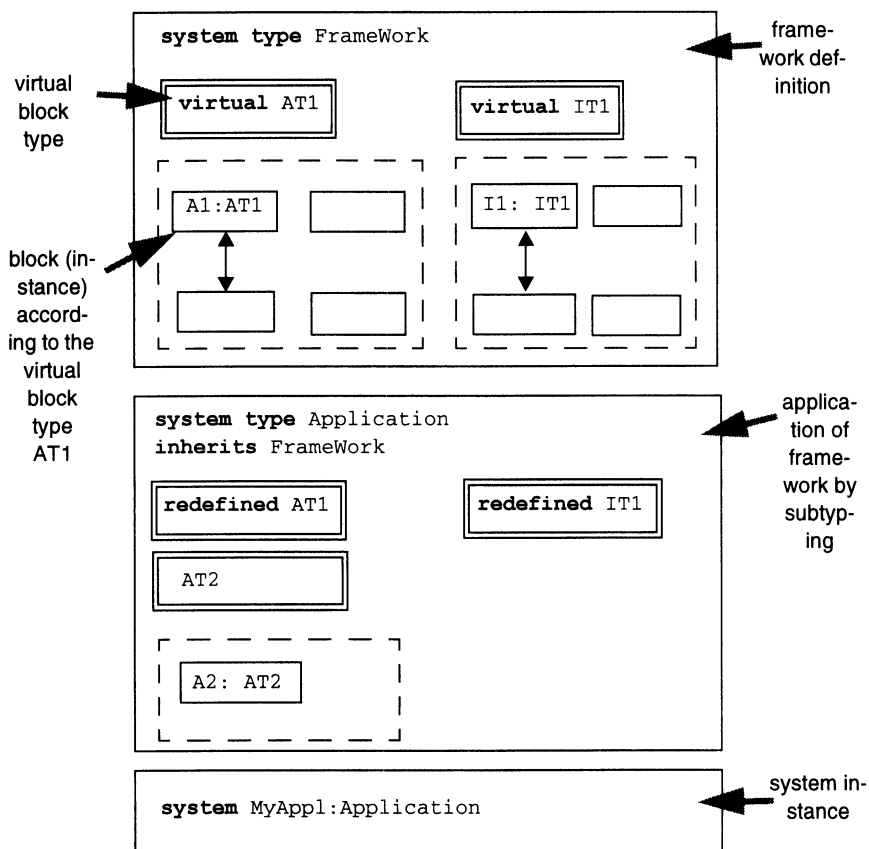 system type FrameWork
frame-
work def-
inition
virtual
block
type
virtual AT1
virtual IT1
A1:AT1
I1: IT1
block (in-
stance)
accord-
ing to the
virtual
block
type
AT1
system type Application
inherits FrameWork
applica-
tion of
frame-
work by
subtyp-
ing
redefined AT1
redefined IT1
AT2
A2: AT2
system MyAppl:Application
system in-
stance